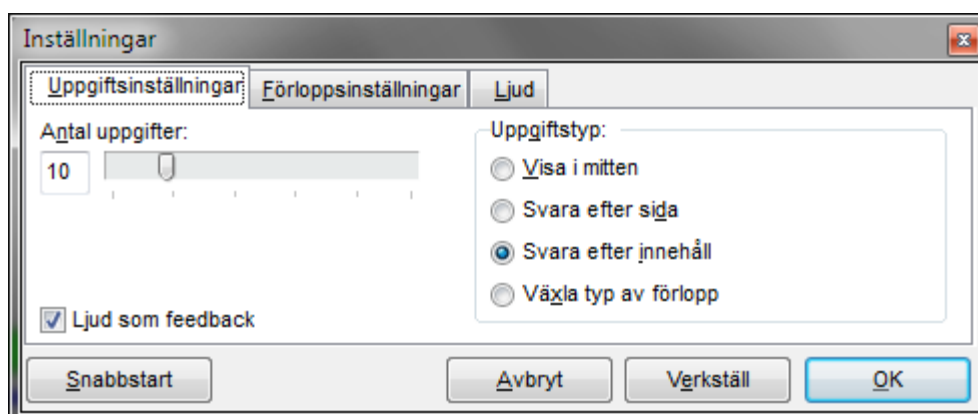 Inställningar
Uppgiftsinställningar Förloppsinställningar Ljud
Antal uppgifter:
10
Ljud som feedback
Uppgiftstyp:
Visa i mitten
Svara efter sida
Svara efter innehåll
Växla typ av förlopp
Snabbstart Avbryt Verkställ OK